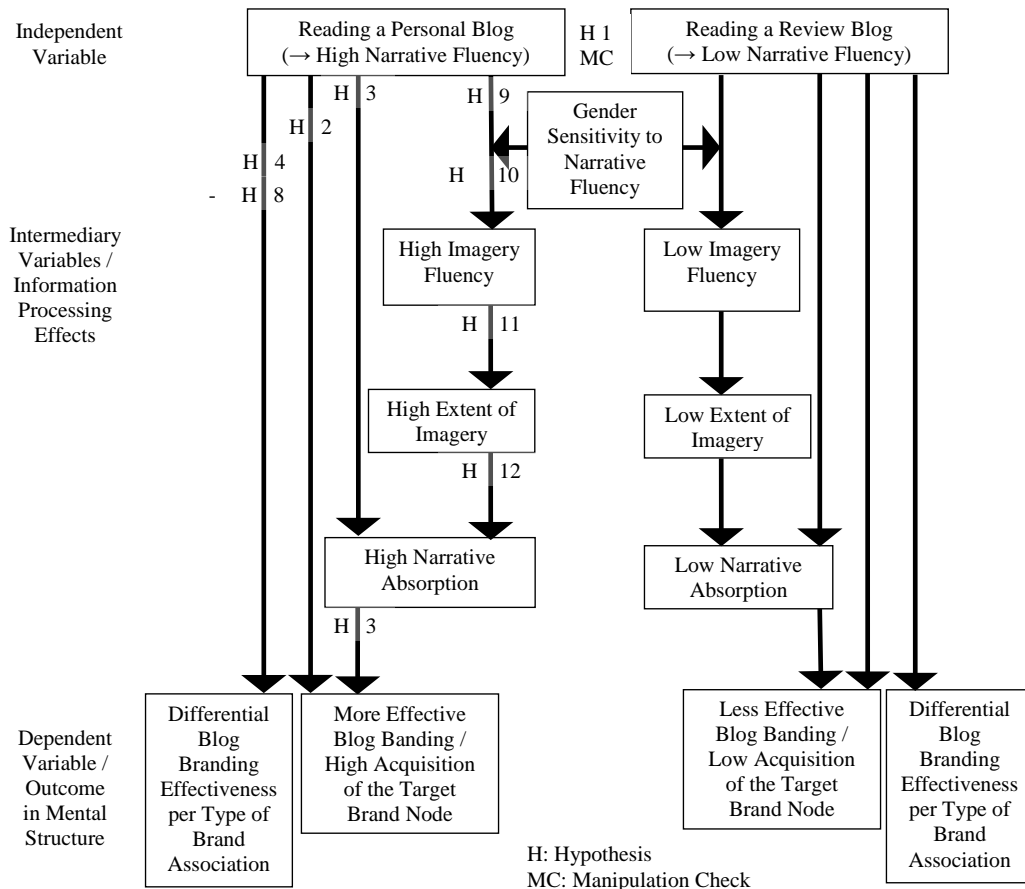 Independent
Variable
Reading a Personal Blog
(→ High Narrative Fluency)
H 1
MC
Reading a Review Blog
(→ Low Narrative Fluency)
H 3
H 9
H 2
Gender
Sensitivity to
Narrative
Fluency
H 4
H 10
- H 8
Intermediary
Variables /
Information
Processing
Effects
High Imagery
Fluency
Low Imagery
Fluency
H 11
High Extent of
Imagery
Low Extent of
Imagery
H 12
High Narrative
Absorption
Low Narrative
Absorption
H 3
Dependent
Variable /
Outcome
in Mental
Structure
Differential
Blog
Branding
Effectiveness
per Type of
Brand
Association
More Effective
Blog Banding /
High Acquisition
of the Target
Brand Node
Less Effective
Blog Banding /
Low Acquisition
of the Target
Brand Node
Differential
Blog
Branding
Effectiveness
per Type of
Brand
Association
H: Hypothesis
MC: Manipulation Check